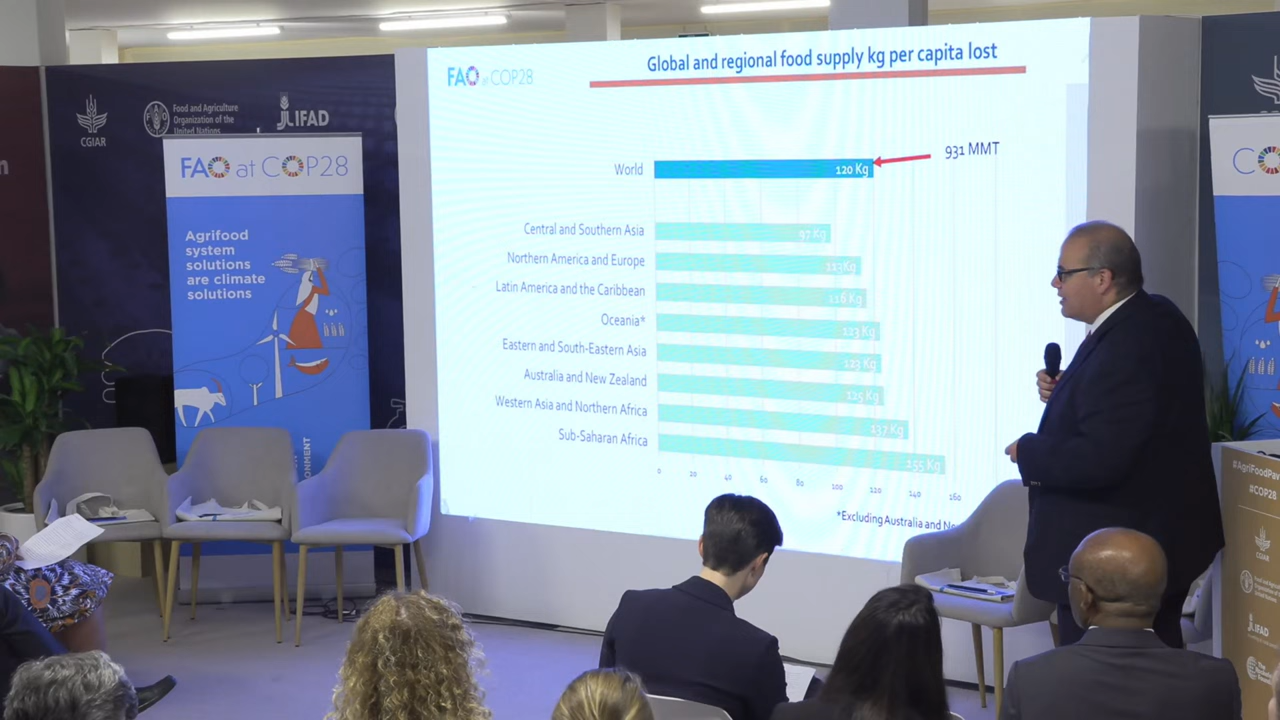 CGIAR
Food and Agriculture
Organization of the
United Nations
IFAD
FAO at COP28
Agrifood
system
solutions
are climate
solutions
FAO at COP28
Global and regional food supply kg per capita lost
World
120 Kg
931 MMT
Central and Southern Asia
97 Kg
Northern America and Europe
113 Kg
Latin America and the Caribbean
116 Kg
Oceania*
123 Kg
Eastern and South-Eastern Asia
123 Kg
Australia and New Zealand
125 Kg
Western Asia and Northern Africa
137 Kg
Sub-Saharan Africa
155 Kg
0 20 40 60 80 100 120 140 160
*Excluding Australia and
#COP28
CGIAR
IFAD